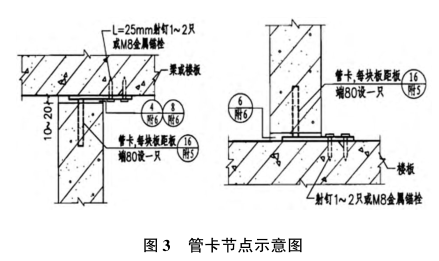 L=25mm射钉1~2只
或M8金属锚栓
梁或楼板
10~20
4
附6
8
附6
管卡,每块板距板
端80设一只
16
附5
管卡,每块板距板
端80设一只
16
附5
6
附6
楼板
射钉1~2只或M8金属锚栓
图3 管卡节点示意图